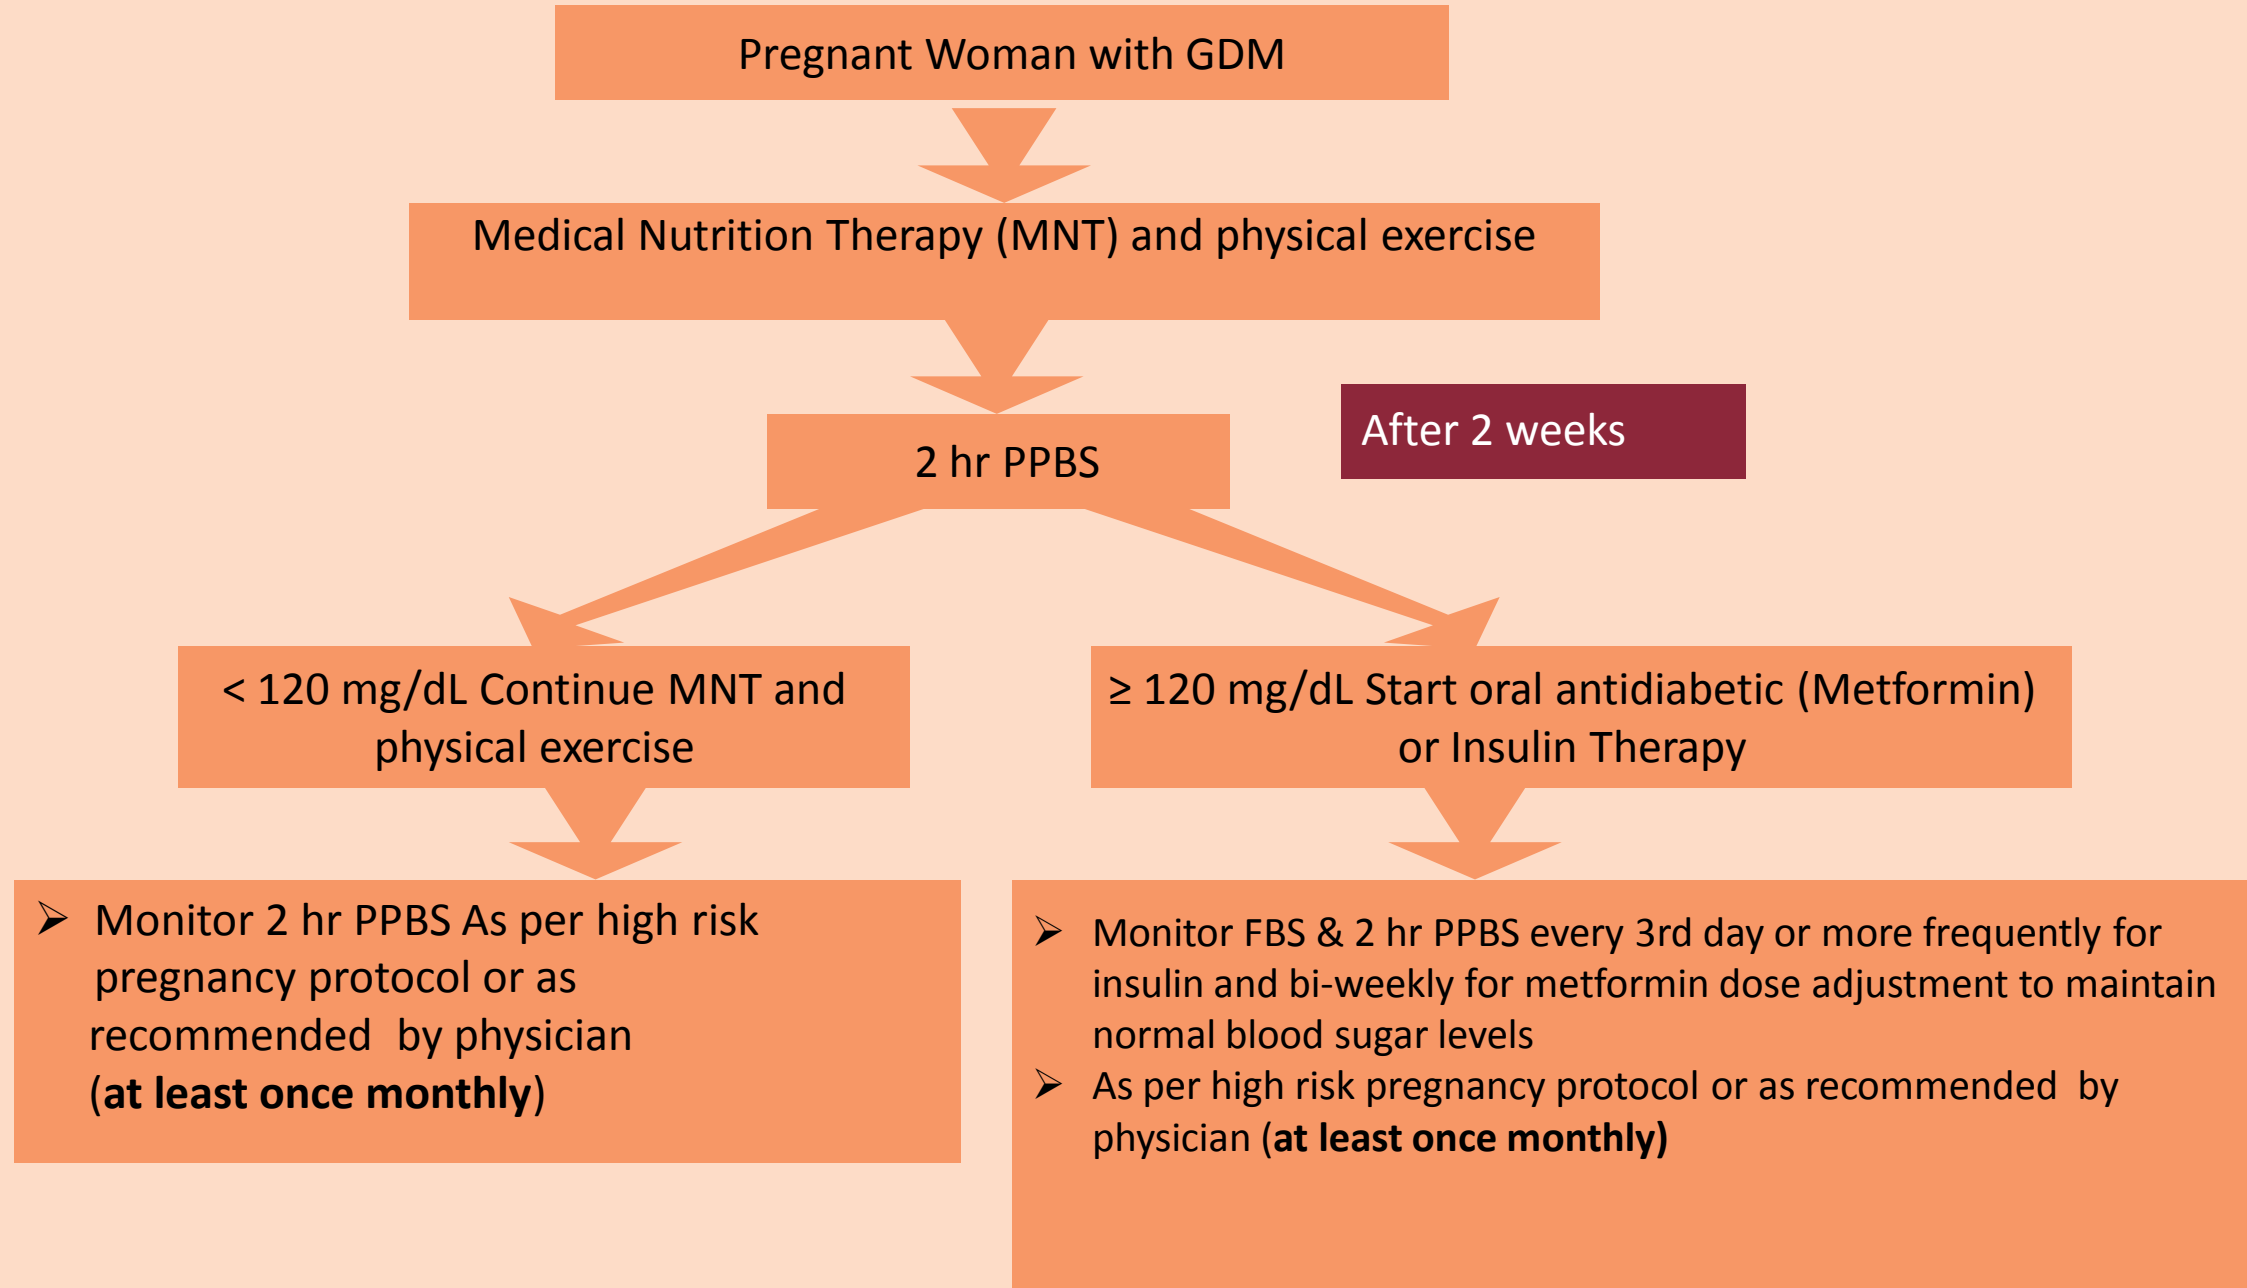 Pregnant Woman with GDM
Medical Nutrition Therapy (MNT) and physical exercise
After 2 weeks
2 hr PPBS
< 120 mg/dL Continue MNT and
physical exercise
≥ 120 mg/dL Start oral antidiabetic (Metformin)
or Insulin Therapy
➢ Monitor 2 hr PPBS As per high risk
pregnancy protocol or as
recommended  by physician
(at least once monthly)
➢ Monitor FBS & 2 hr PPBS every 3rd day or more frequently for
insulin and bi-weekly for metformin dose adjustment to maintain
normal blood sugar levels
➢ As per high risk pregnancy protocol or as recommended  by
physician (at least once monthly)